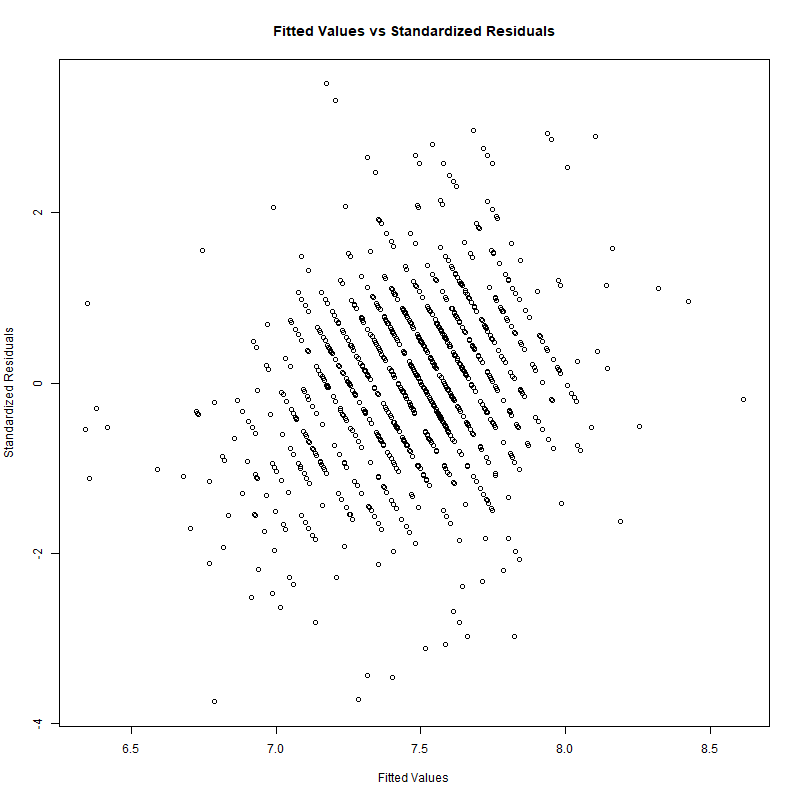 Fitted Values vs Standardized Residuals
Standardized Residuals
2
0
-2
-4
6.5 7.0 7.5 8.0 8.5
Fitted Values